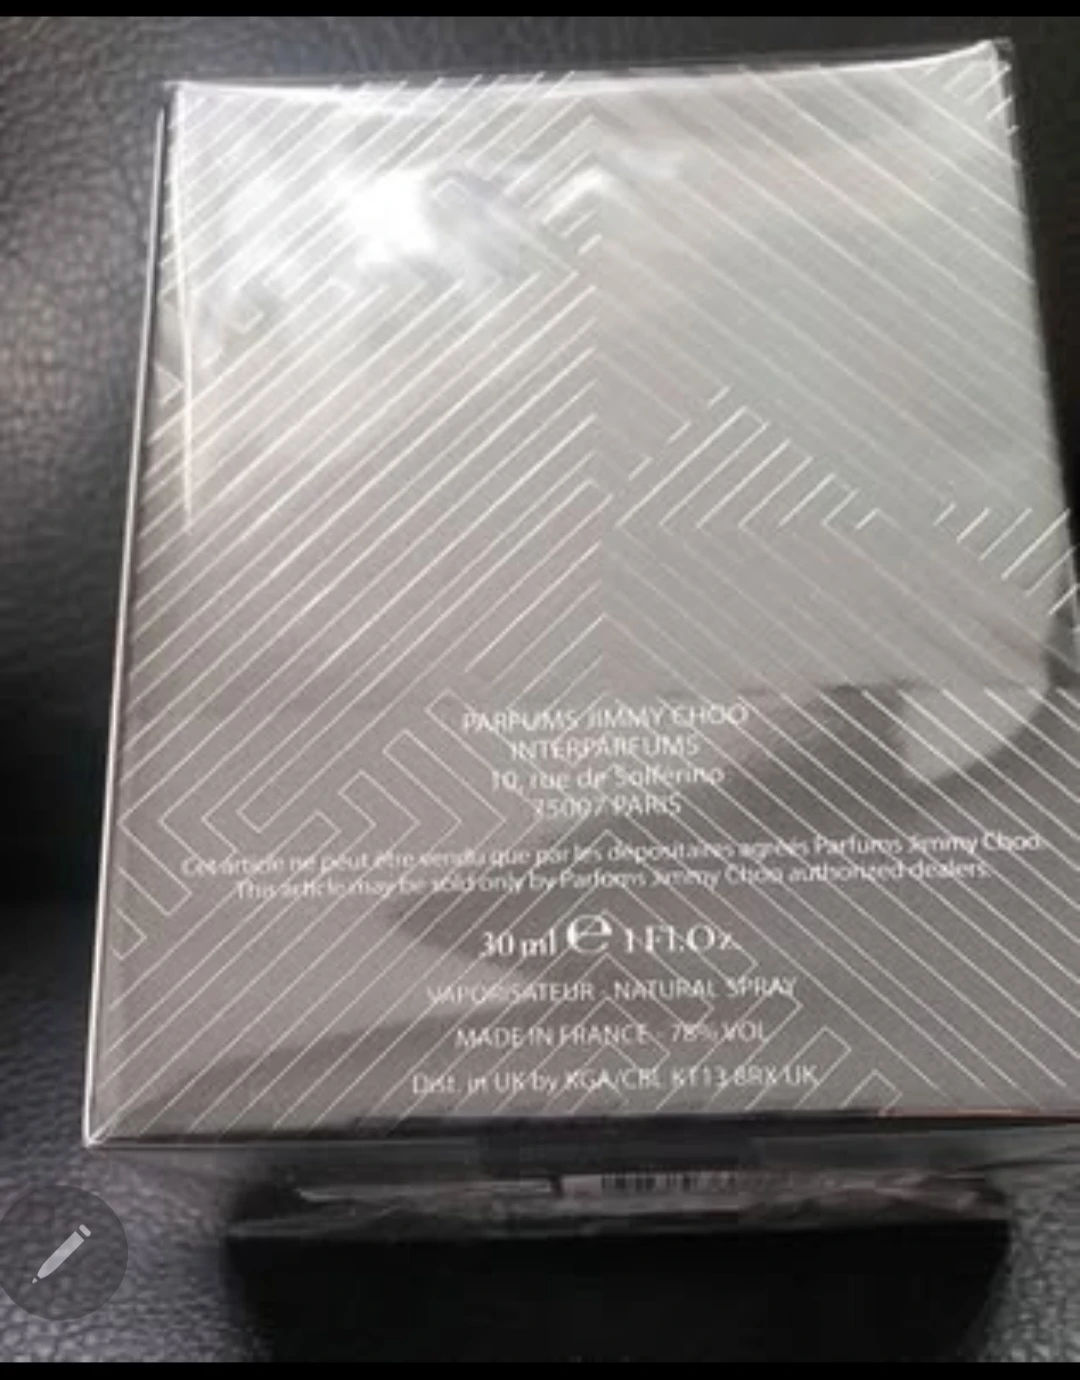 PARFUMS JIMMY CHOO
INTERPARFUMS
10, rue de Solférino
75007 PARIS
Cet article ne peut être vendu que par les dépositaires agréés Parfums Jimmy Choo.
This article may be sold only by Parfums Jimmy Choo authorized dealers.
30 ml e 1 Fl.Oz.
VAPORISATEUR - NATURAL SPRAY
MADE IN FRANCE - 78% VOL
Dist. in UK by KGA/CBL KT13 8RX UK